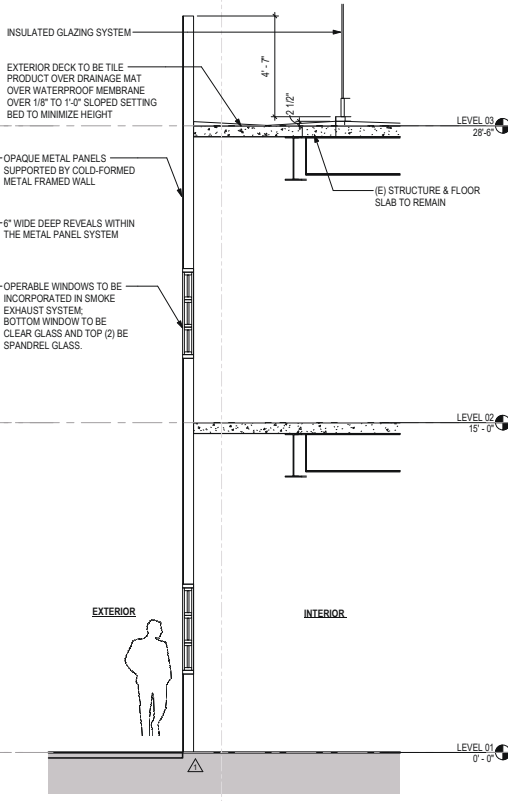 INSULATED GLAZING SYSTEM
4' - 7"
EXTERIOR DECK TO BE TILE
PRODUCT OVER DRAINAGE MAT
OVER WATERPROOF MEMBRANE
OVER 1/8" TO 1'-0" SLOPED SETTING
BED TO MINIMIZE HEIGHT
2 1/2"
LEVEL 03
28'-6"
OPAQUE METAL PANELS
SUPPORTED BY COLD-FORMED
METAL FRAMED WALL
(E) STRUCTURE & FLOOR
SLAB TO REMAIN
6" WIDE DEEP REVEALS WITHIN
THE METAL PANEL SYSTEM
OPERABLE WINDOWS TO BE
INCORPORATED IN SMOKE
EXHAUST SYSTEM;
BOTTOM WINDOW TO BE
CLEAR GLASS AND TOP (2) BE
SPANDREL GLASS.
LEVEL 02
15' - 0"
EXTERIOR
INTERIOR
LEVEL 01
0' - 0"
1